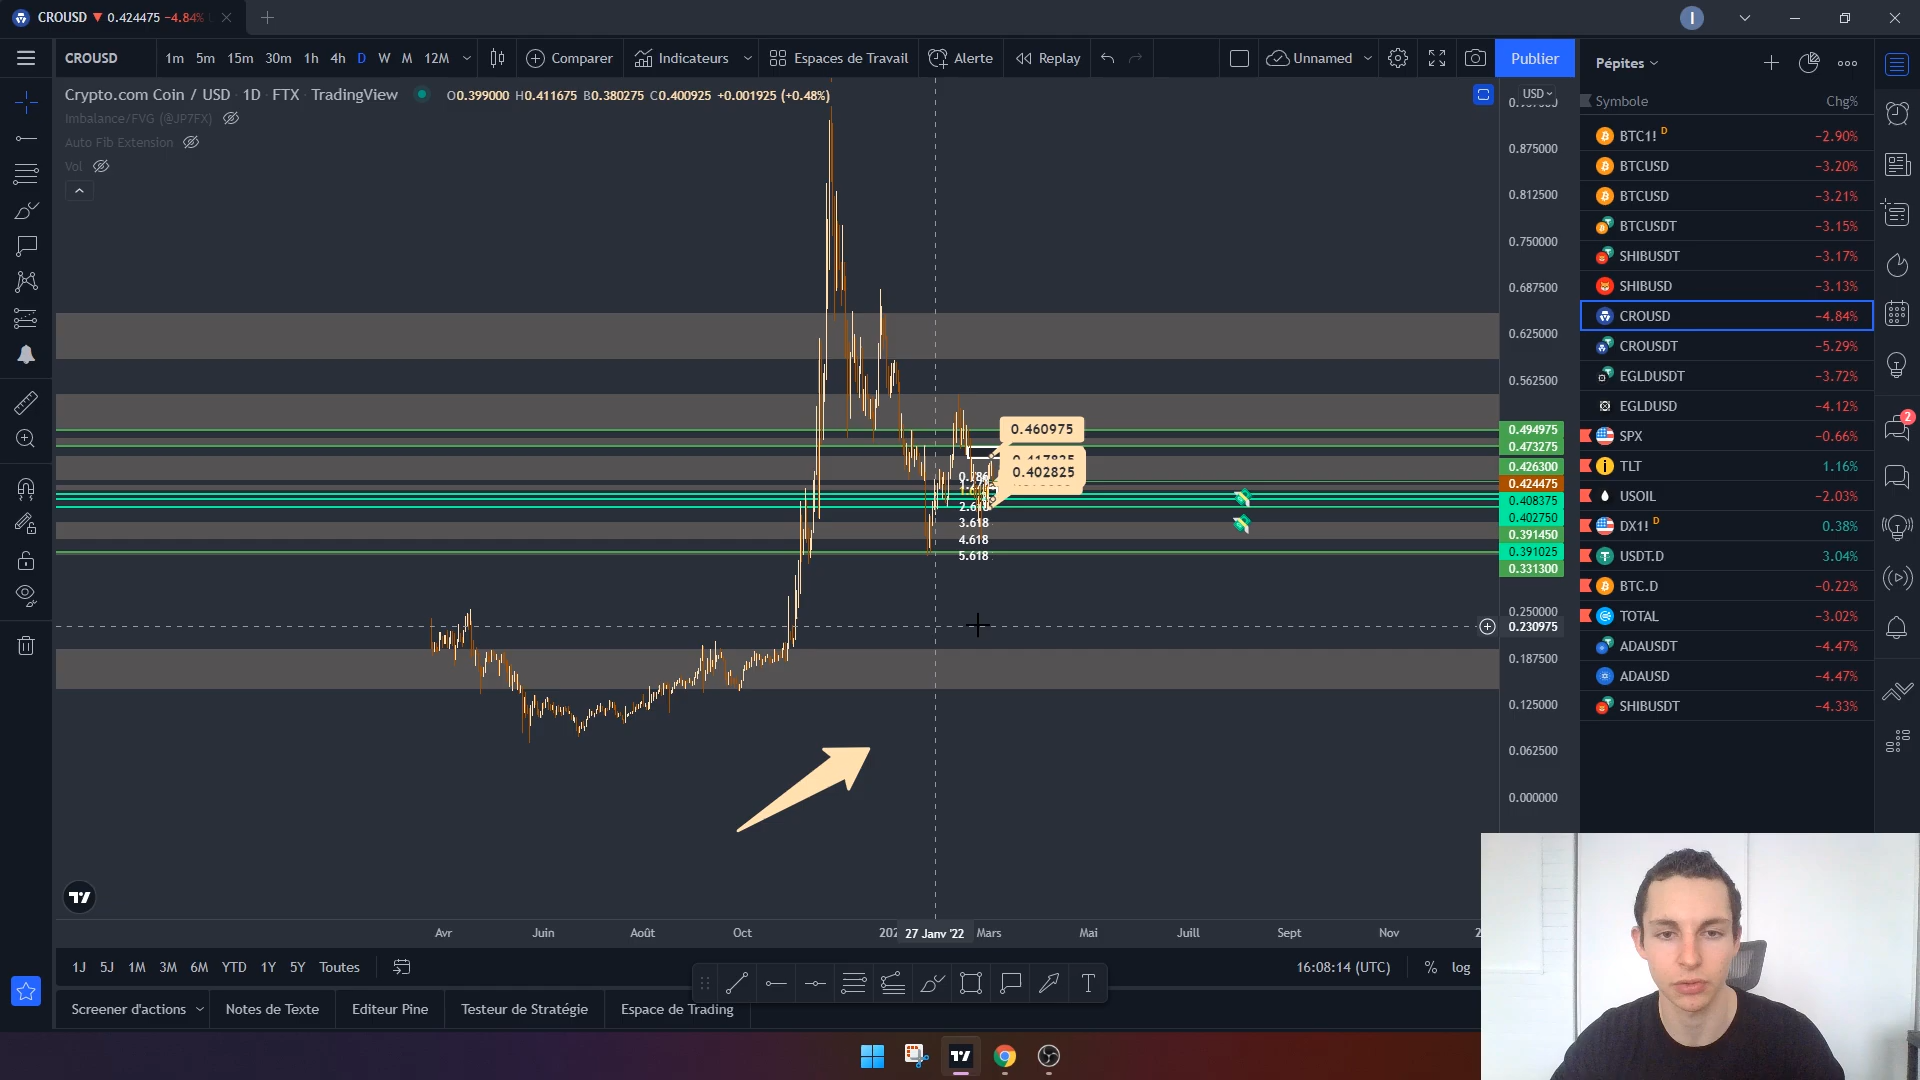 CROUSD ▼ 0.424475 −4.84%
CROUSD
1m 5m 15m 30m 1h 4h D W M 12M
Comparer
Indicateurs
Espaces de Travail
Alerte
Replay
Unnamed
Publier
Crypto.com Coin / USD · 1D · FTX · TradingView
O0.399000 H0.411675 B0.380275 C0.400925 +0.001925 (+0.48%)
Imbalance/FVG (@JP7FX)
Auto Fib Extension
Vol
USD
0.875000
0.812500
0.750000
0.687500
0.625000
0.562500
0.494975
0.473275
0.426300
0.424475
0.408375
0.402750
0.391450
0.391025
0.331300
0.250000
0.230975
0.187500
0.125000
0.062500
0.000000
0.460975
0.402825
2.618
3.618
4.618
5.618
Avr Juin Août Oct 27 Janv '22 Mars Mai Juill Sept Nov
1J 5J 1M 3M 6M YTD 1Y 5Y Toutes
16:08:14 (UTC) % log
Screener d'actions
Notes de Texte
Editeur Pine
Testeur de Stratégie
Espace de Trading
Pépites
Symbole Chg%
BTC1! D −2.90%
BTCUSD −3.20%
BTCUSD −3.21%
BTCUSDT −3.15%
SHIBUSDT −3.17%
SHIBUSD −3.13%
CROUSD −4.84%
CROUSDT −5.29%
EGLDUSDT −3.72%
EGLDUSD −4.12%
SPX −0.66%
TLT 1.16%
USOIL −2.03%
DX1! D 0.38%
USDT.D 3.04%
BTC.D −0.22%
TOTAL −3.02%
ADAUSDT −4.47%
ADAUSD −4.47%
SHIBUSDT −4.33%
2
I
T